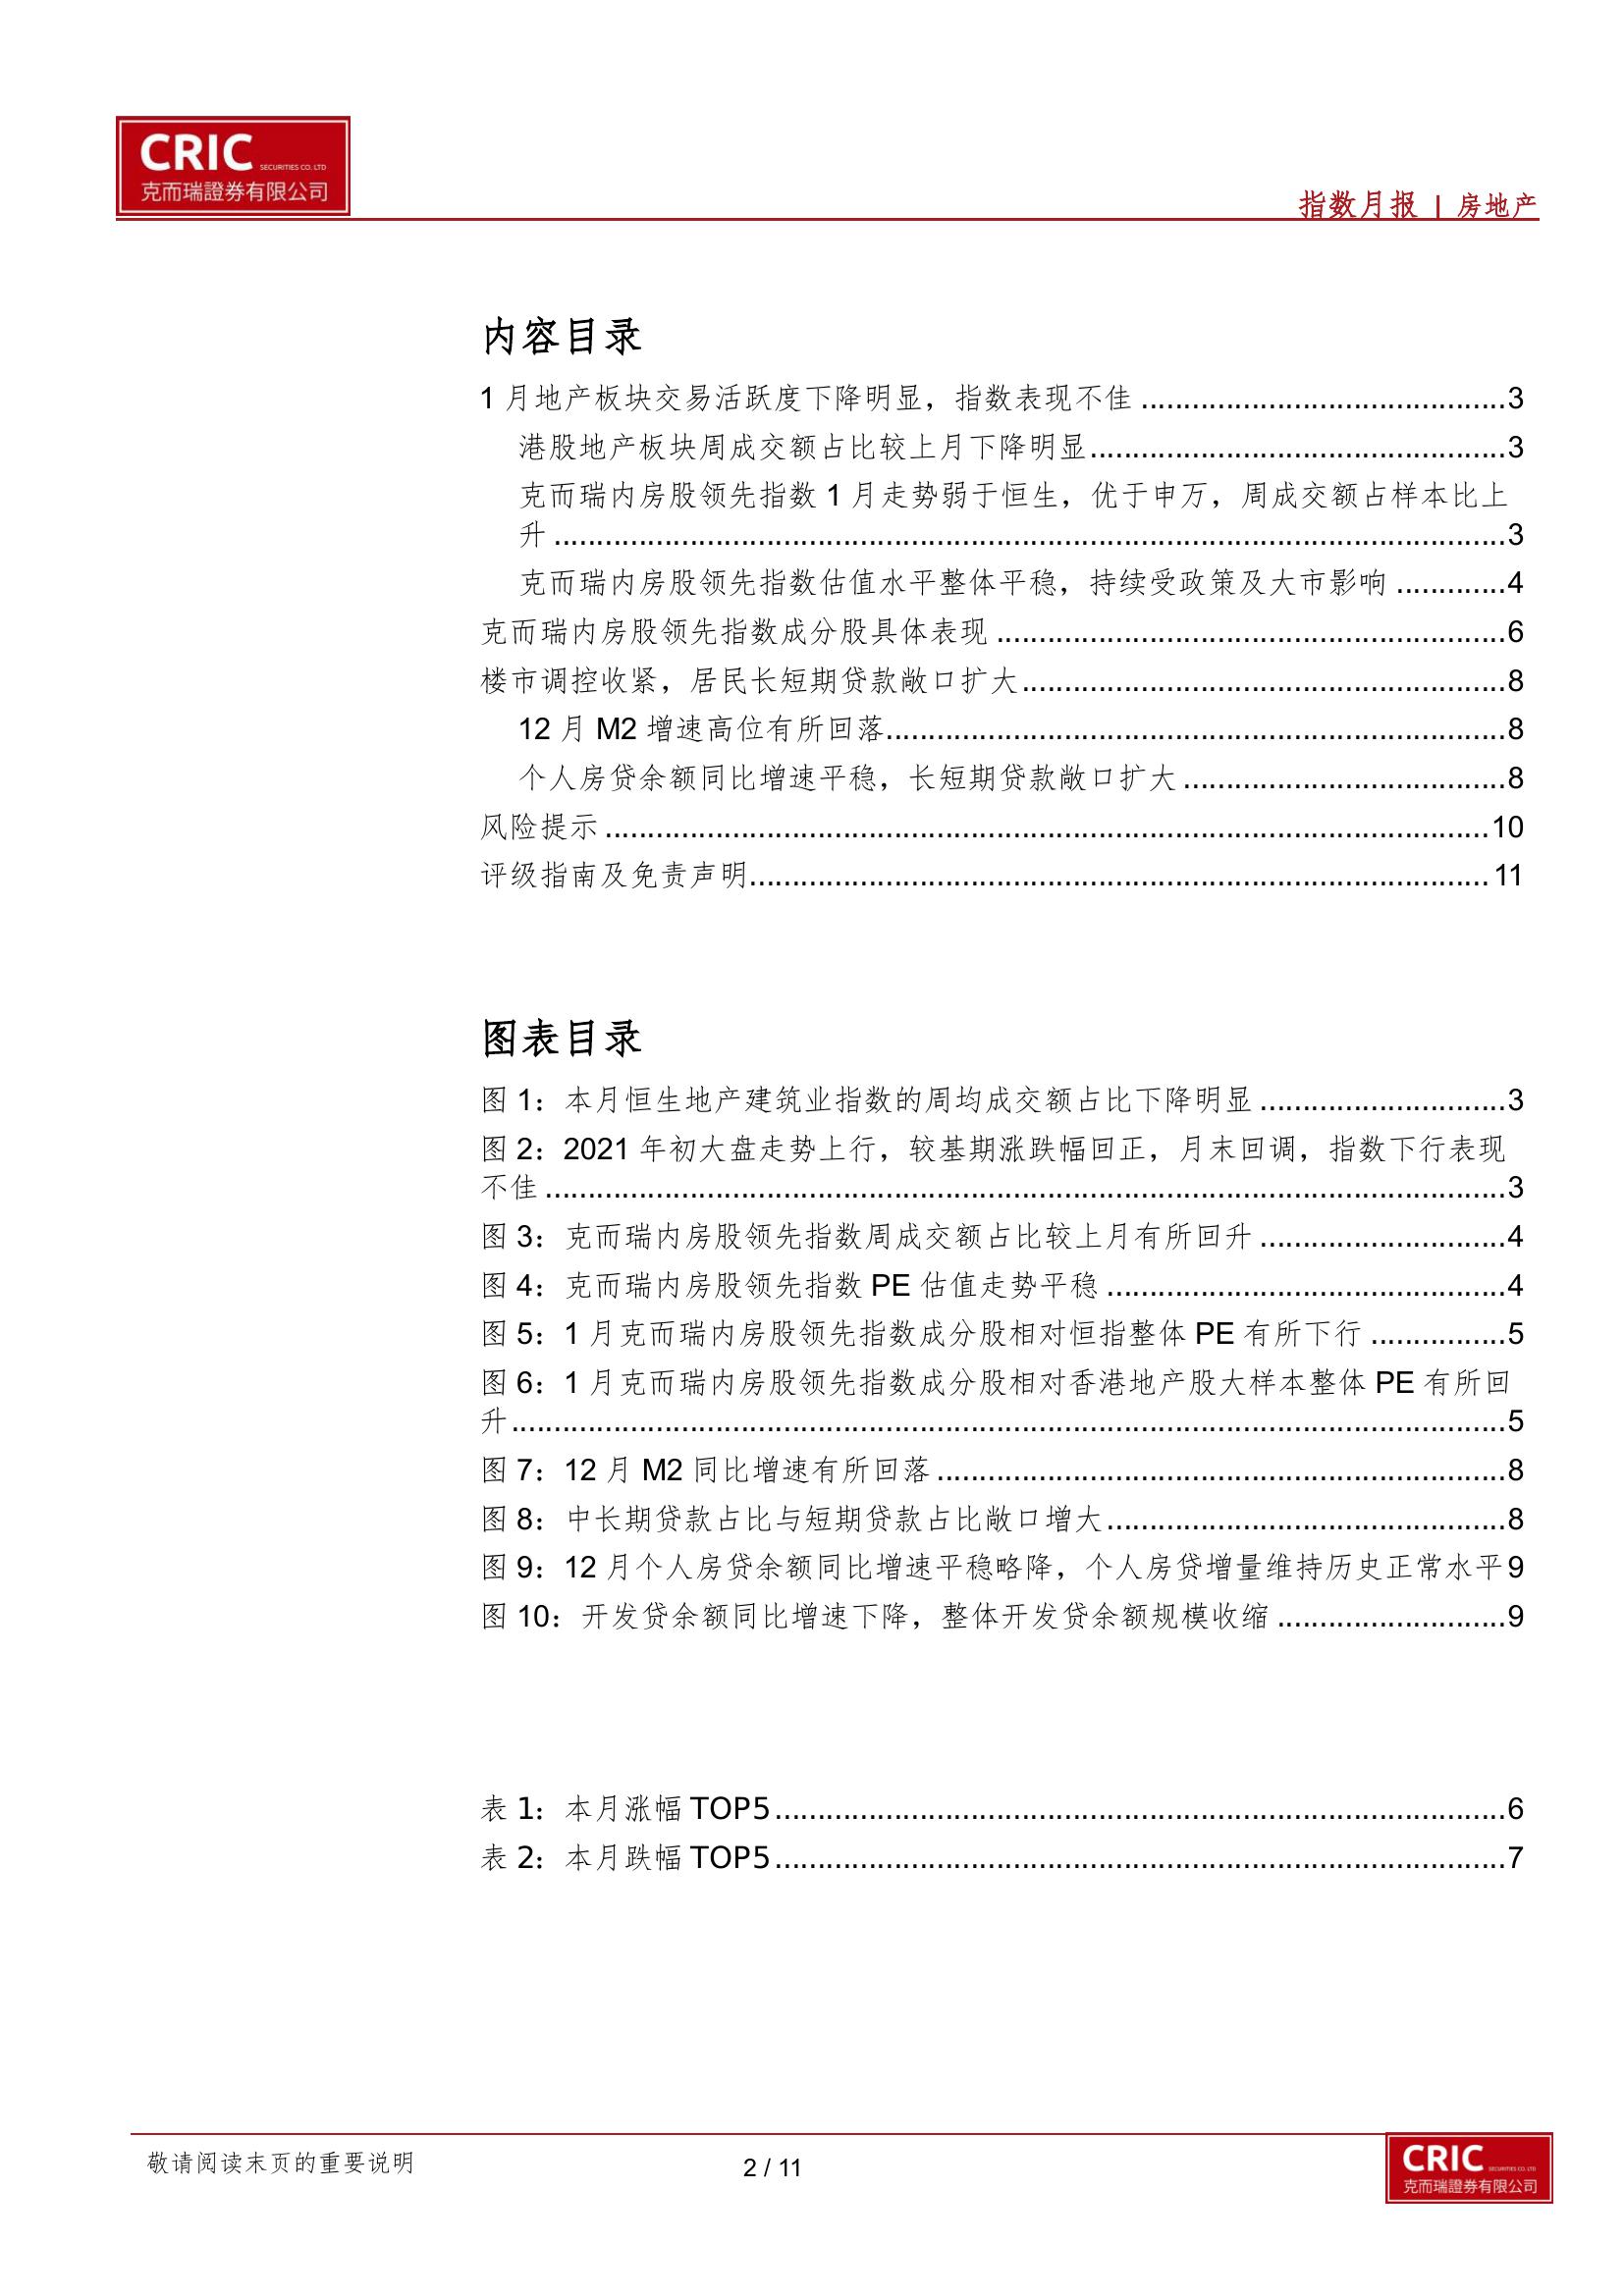 CRIC SECURITIES CO. LTD
克而瑞證券有限公司
指数月报 | 房地产
内容目录
1 月地产板块交易活跃度下降明显，指数表现不佳 ........................................... 3
港股地产板块周成交额占比较上月下降明显................................................. 3
克而瑞内房股领先指数 1 月走势弱于恒生，优于申万，周成交额占样本比上
升 ................................................................................................................ 3
克而瑞内房股领先指数估值水平整体平稳，持续受政策及大市影响 ............. 4
克而瑞内房股领先指数成分股具体表现 ............................................................ 6
楼市调控收紧，居民长短期贷款敞口扩大......................................................... 8
12 月 M2 增速高位有所回落......................................................................... 8
个人房贷余额同比增速平稳，长短期贷款敞口扩大 ...................................... 8
风险提示 ........................................................................................................ 10
评级指南及免责声明....................................................................................... 11
图表目录
图 1：本月恒生地产建筑业指数的周均成交额占比下降明显 ............................. 3
图 2：2021 年初大盘走势上行，较基期涨跌幅回正，月末回调，指数下行表现
不佳 ................................................................................................................. 3
图 3：克而瑞内房股领先指数周成交额占比较上月有所回升 ............................. 4
图 4：克而瑞内房股领先指数 PE 估值走势平稳 ............................................... 4
图 5：1 月克而瑞内房股领先指数成分股相对恒指整体 PE 有所下行 ................ 5
图 6：1 月克而瑞内房股领先指数成分股相对香港地产股大样本整体 PE 有所回
升..................................................................................................................... 5
图 7：12 月 M2 同比增速有所回落 ................................................................... 8
图 8：中长期贷款占比与短期贷款占比敞口增大............................................... 8
图 9：12 月个人房贷余额同比增速平稳略降，个人房贷增量维持历史正常水平 9
图 10：开发贷余额同比增速下降，整体开发贷余额规模收缩 ........................... 9
表 1：本月涨幅 TOP5...................................................................................... 6
表 2：本月跌幅 TOP5...................................................................................... 7
敬请阅读末页的重要说明
2 / 11
CRIC SECURITIES CO. LTD
克而瑞證券有限公司